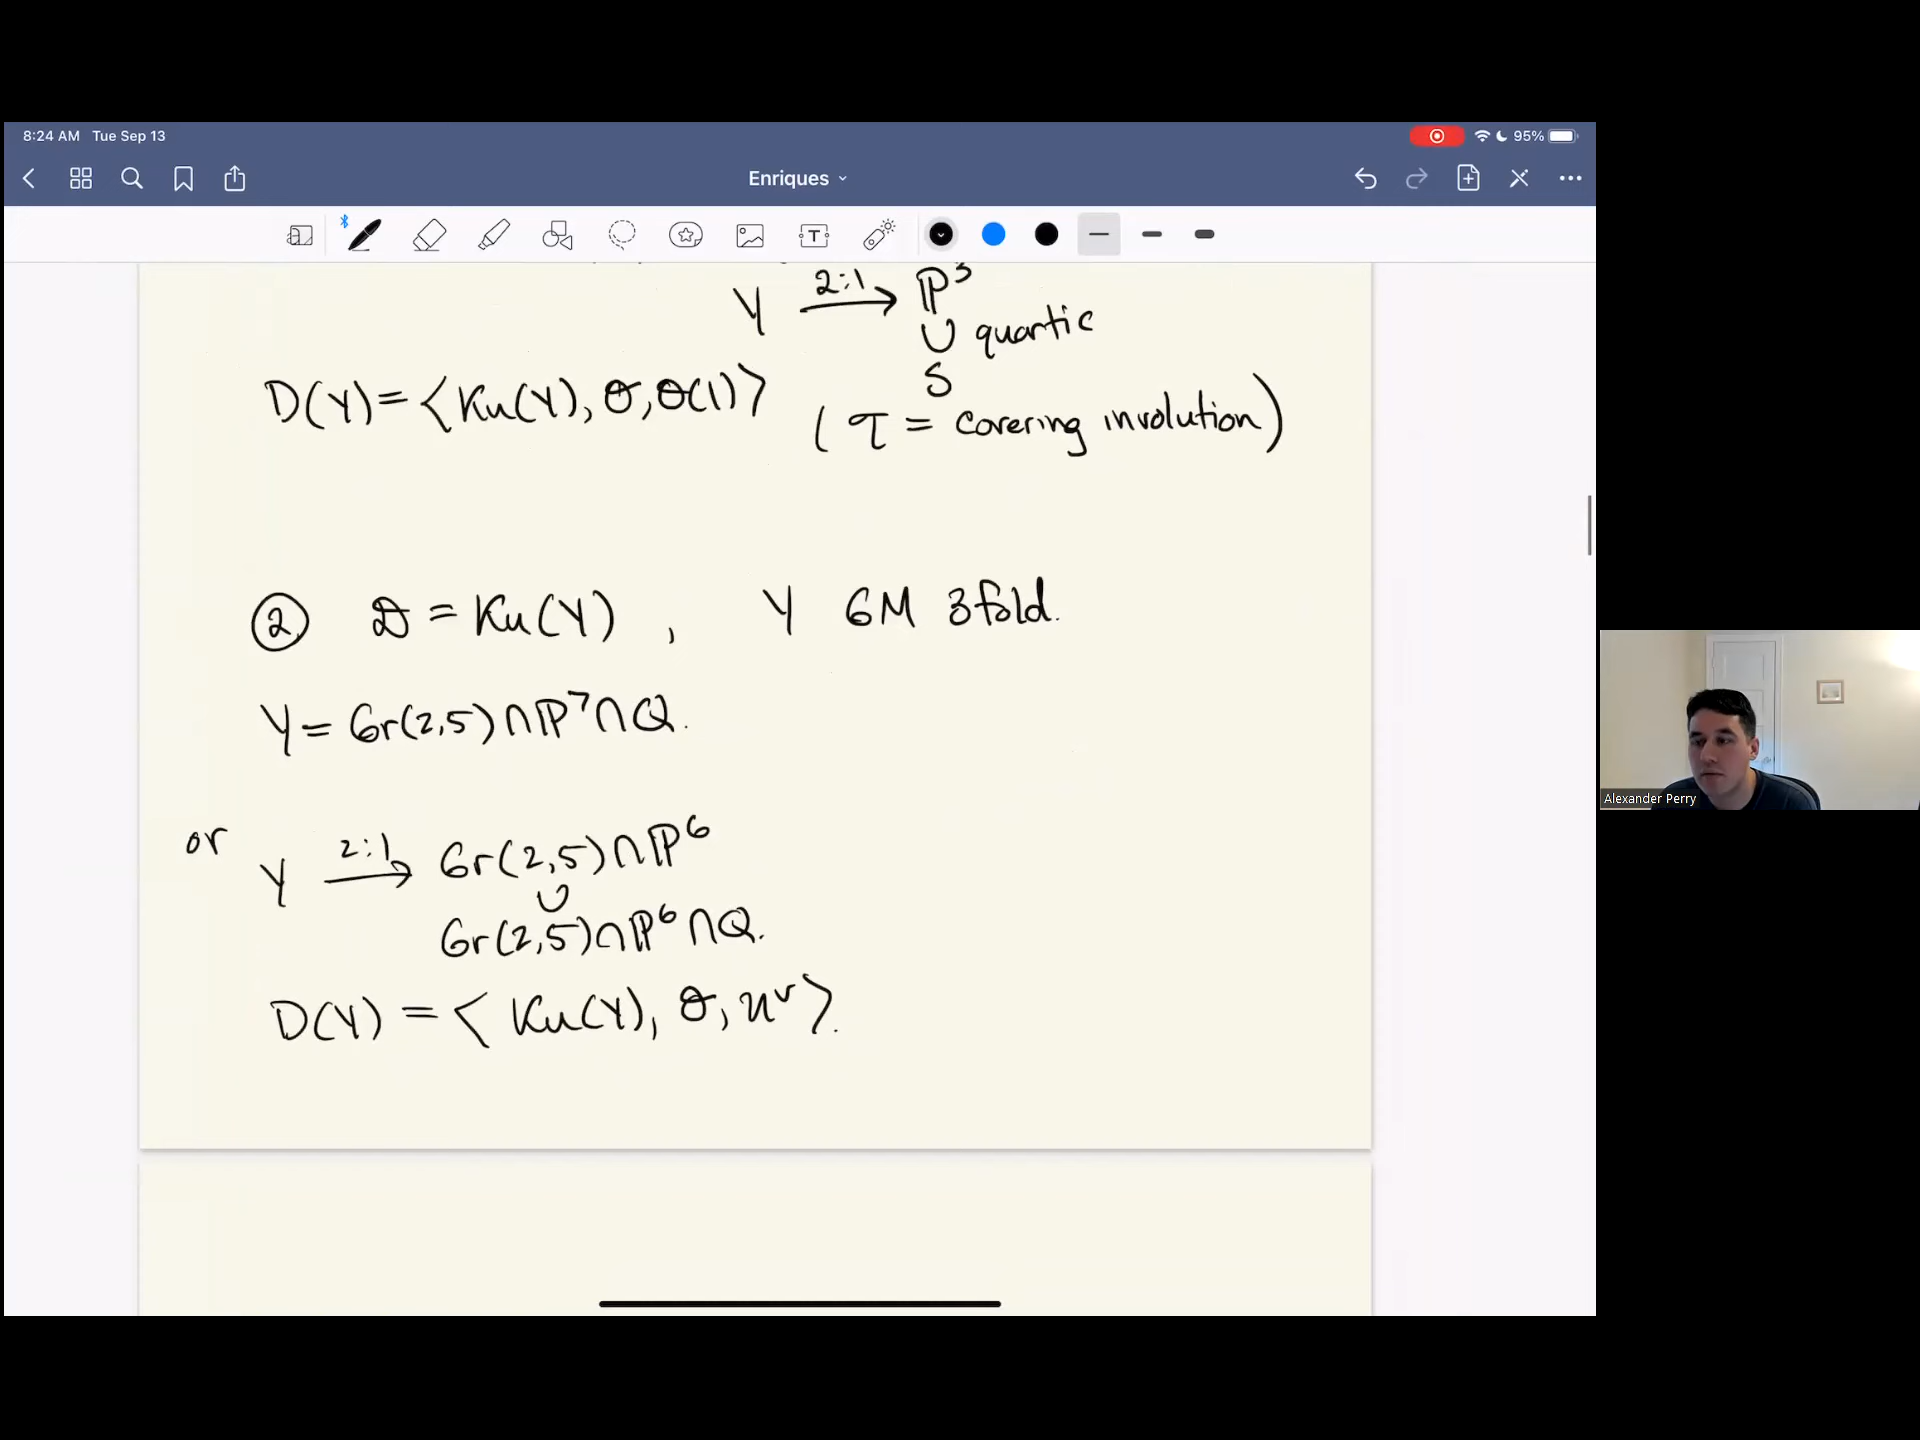 8:24 AM Tue Sep 13
95%
Enriques
Y 2:1 → ℙ³
∪ quartic
S
D(Y) = ⟨Ku(Y), O, O(1)⟩
(τ = covering involution)
② D = Ku(Y) , Y GM 3fold.
Y = Gr(2,5) ∩ ℙ⁷ ∩ Q.
or Y 2:1 → Gr(2,5) ∩ ℙ⁶
∪
Gr(2,5) ∩ ℙ⁶ ∩ Q.
D(Y) = ⟨ Ku(Y), O, U^v ⟩.
Alexander Perry